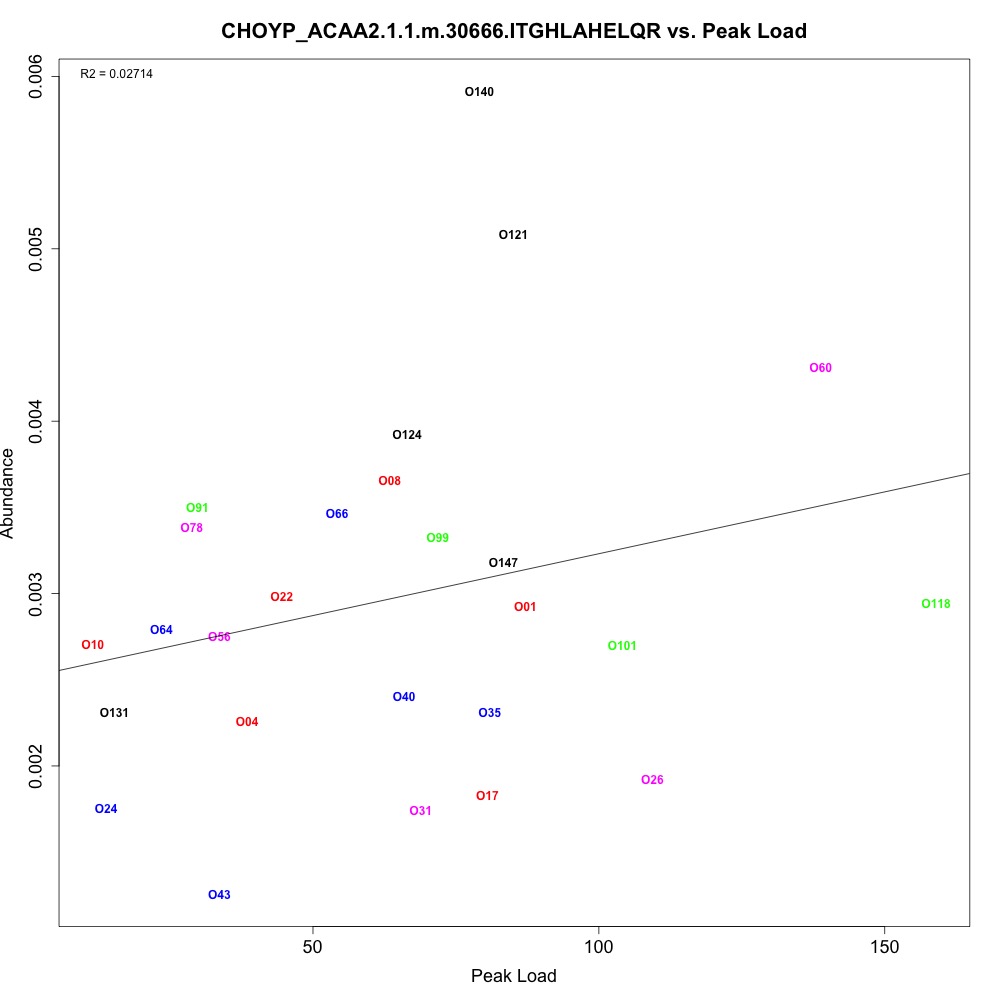 CHOYP_ACAA2.1.1.m.30666.ITGHLAHELQR vs. Peak Load
R2 = 0.02714
0.006
O140
O121
0.005
O60
0.004
O124
O08
O91
O66
O78
O99
O147
0.003
O22
O118
O01
O64
O56
O10
O101
O40
O131
O35
O04
0.002
O26
O17
O24
O31
O43
Abundance
50
100
150
Peak Load